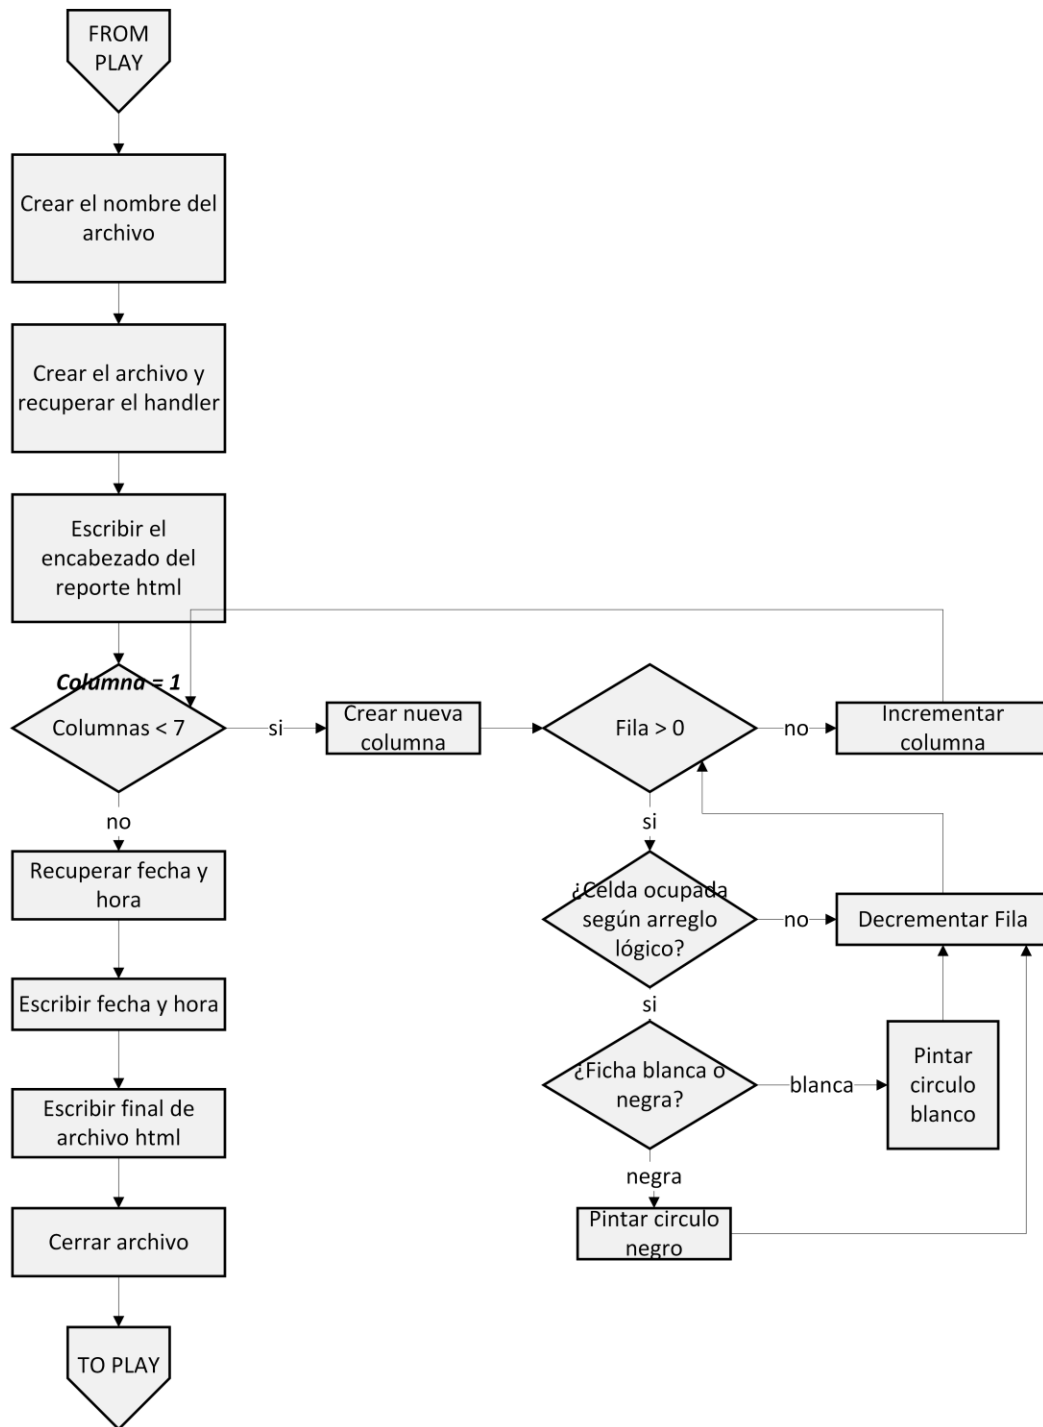 FROM
PLAY
Crear el nombre del
archivo
Crear el archivo y
recuperar el handler
Escribir el
encabezado del
reporte html
Columna = 1
Columnas < 7
si
Crear nueva
columna
Fila > 0
no
Incrementar
columna
no
si
Recuperar fecha y
hora
¿Celda ocupada
según arreglo
lógico?
no
Decrementar Fila
Escribir fecha y hora
si
¿Ficha blanca o
negra?
blanca
Pintar
circulo
blanco
Escribir final de
archivo html
negra
Pintar circulo
negro
Cerrar archivo
TO PLAY